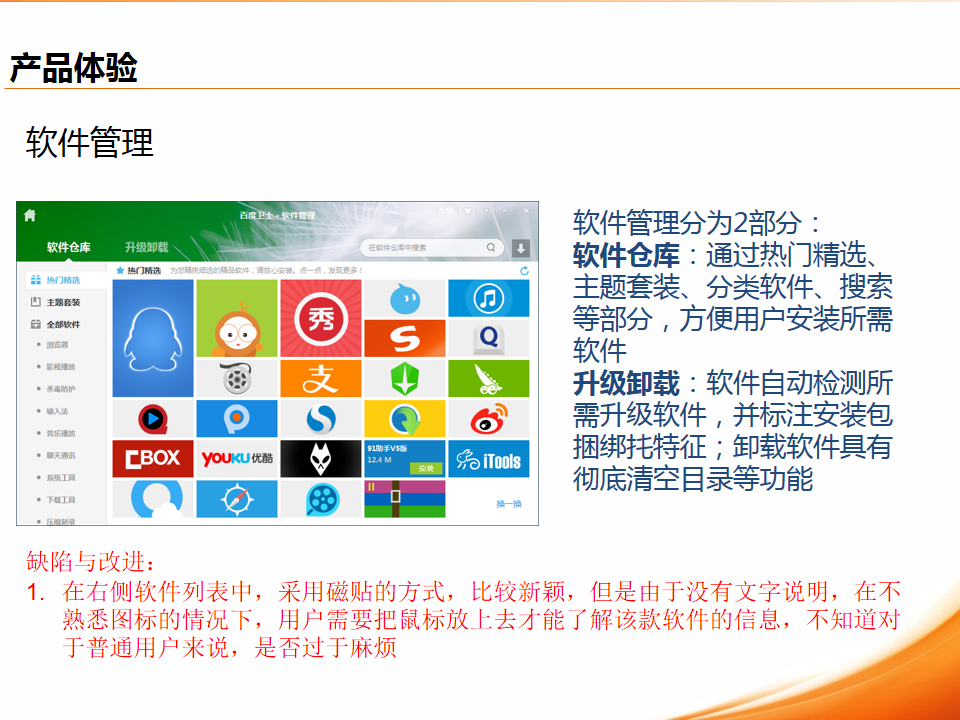 产品体验
软件管理
百度卫士·软件管理
软件仓库
升级卸载
在软件仓库中搜索
热门精选
热门精选 为您精挑细选的精品软件，请放心安装。点一点，发现更多！
主题套装
全部软件
浏览器
影视播放
杀毒防护
输入法
音乐播放
聊天通讯
系统工具
下载工具
压缩刻录
秀
S
Q
支
CBOX
YOUKU 优酷
91助手V5版
12.4 M
安装
iTools
换一换
软件管理分为2部分：
软件仓库：通过热门精选、
主题套装、分类软件、搜索
等部分，方便用户安装所需
软件
升级卸载：软件自动检测所
需升级软件，并标注安装包
捆绑托特征；卸载软件具有
彻底清空目录等功能
缺陷与改进：
1. 在右侧软件列表中，采用磁贴的方式，比较新颖，但是由于没有文字说明，在不
熟悉图标的情况下，用户需要把鼠标放上去才能了解该款软件的信息，不知道对
于普通用户来说，是否过于麻烦